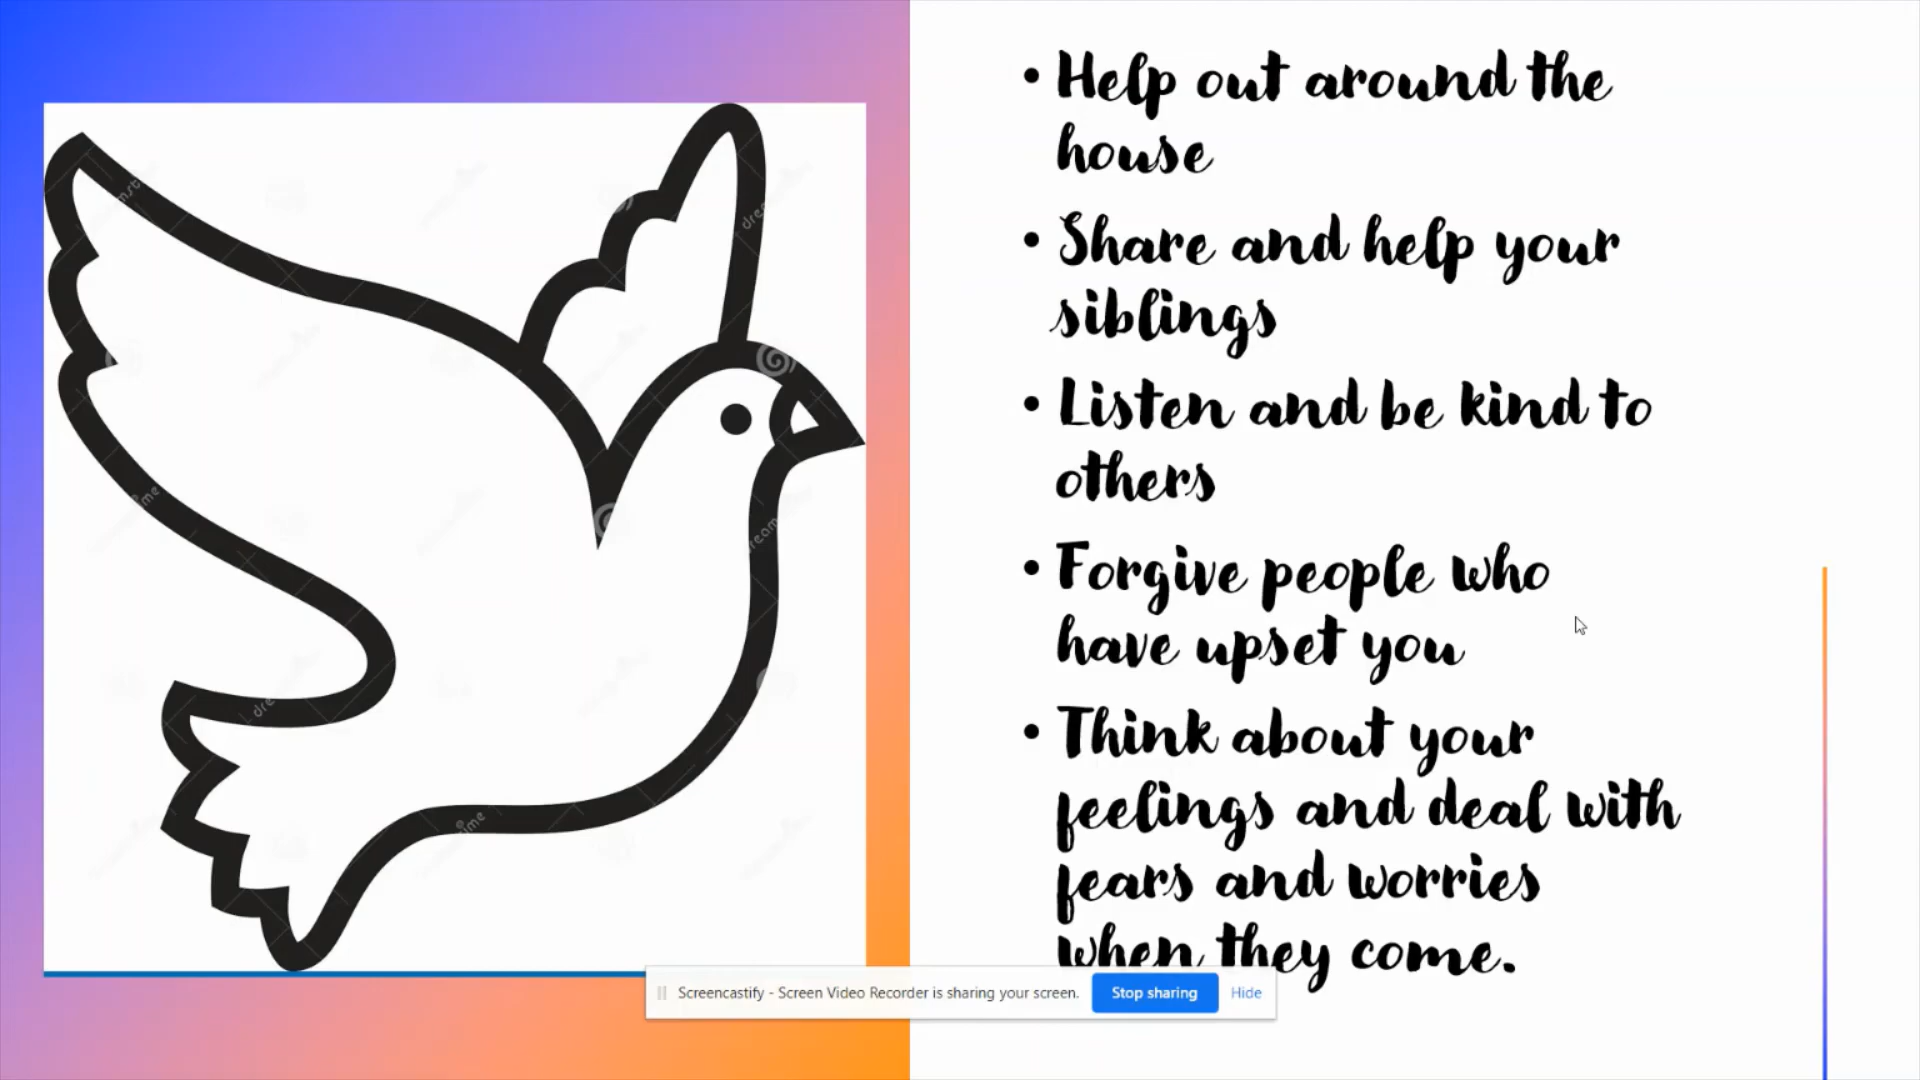 • Help out around the
house
• Share and help your
siblings
• Listen and be kind to
others
• Forgive people who
have upset you
• Think about your
feelings and deal with
fears and worries
when they come.
Screencastify - Screen Video Recorder is sharing your screen.
Stop sharing
Hide